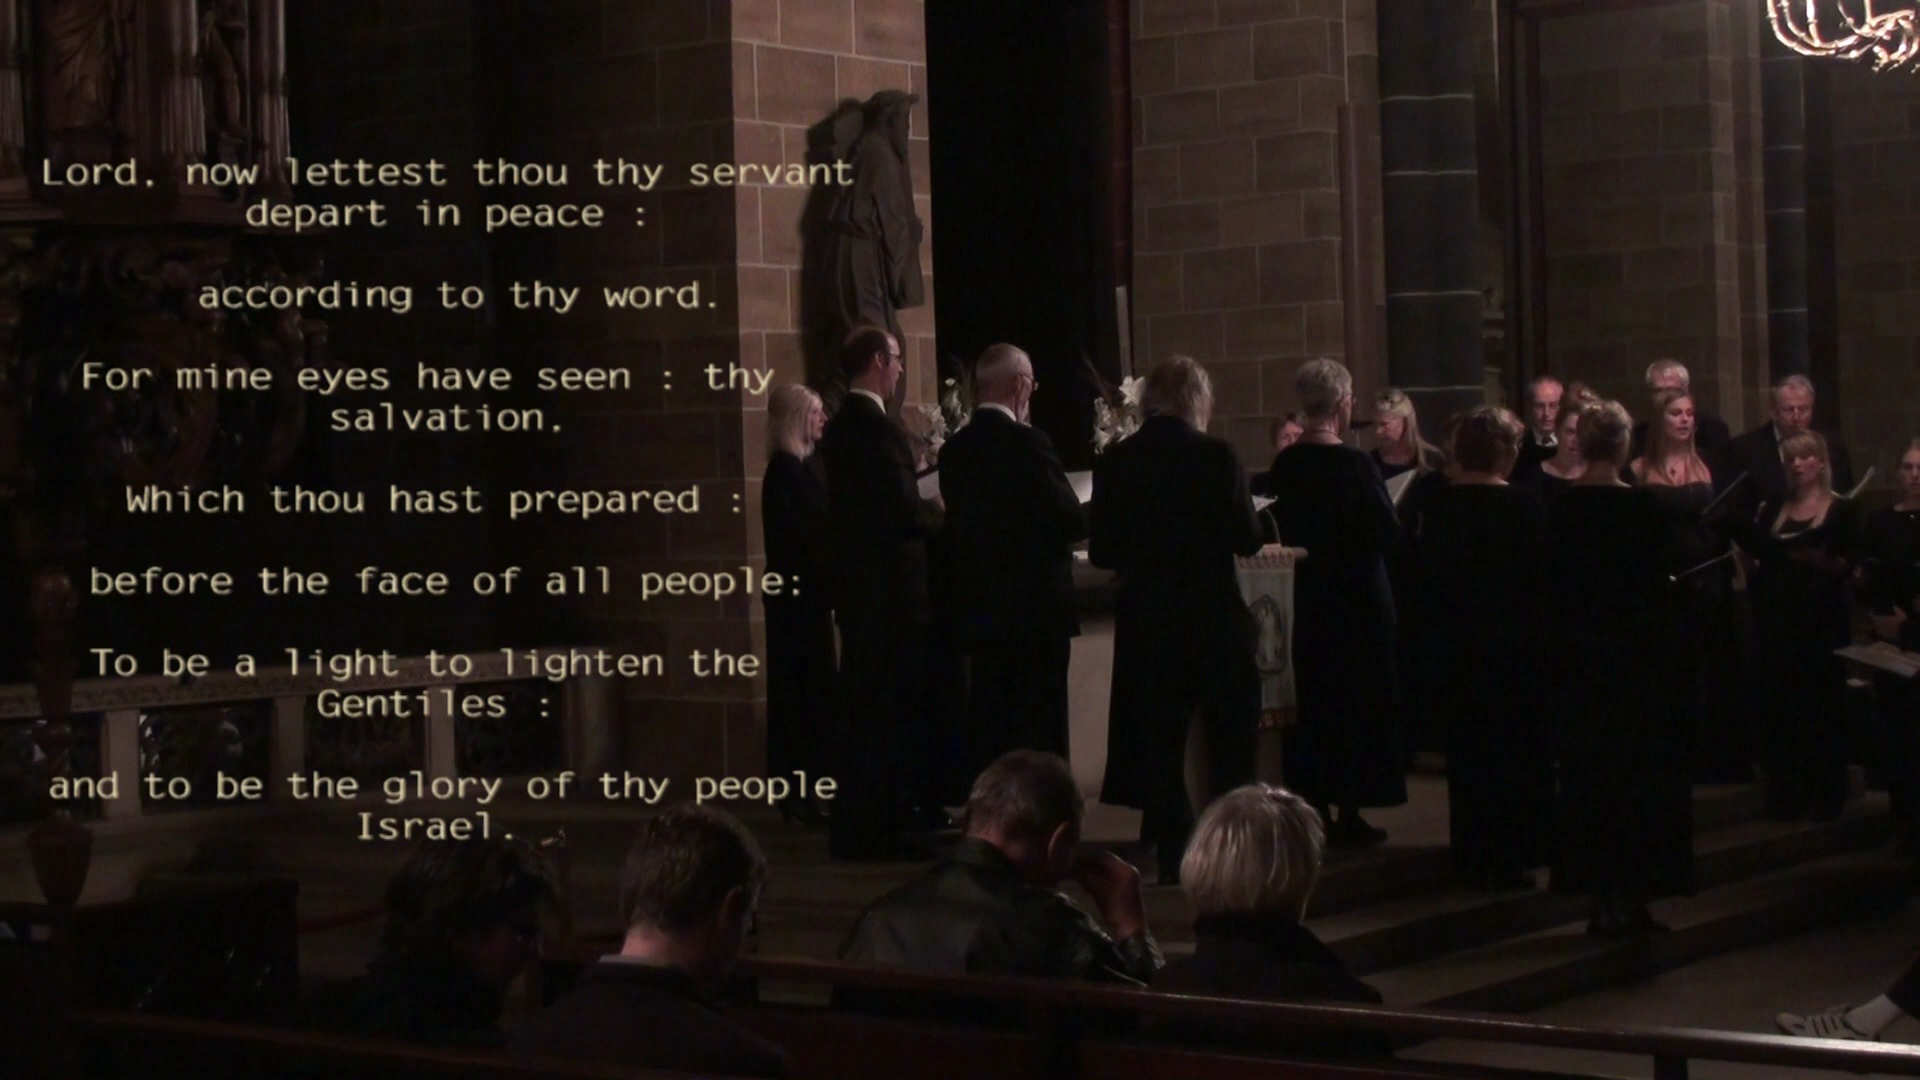 Lord, now lettest thou thy servant
depart in peace :
according to thy word.
For mine eyes have seen : thy
salvation,
Which thou hast prepared :
before the face of all people;
To be a light to lighten the
Gentiles :
and to be the glory of thy people
Israel.